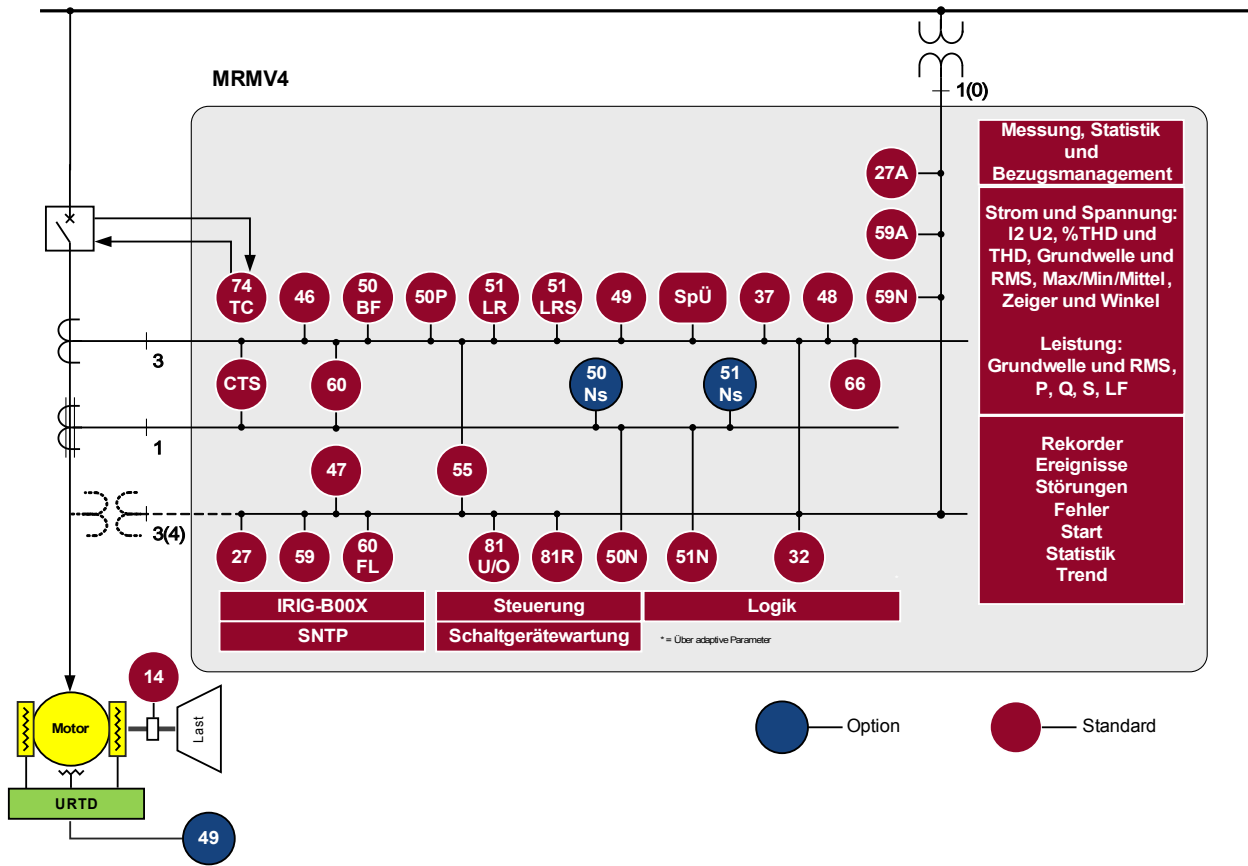 MRMV4
1(0)
Messung, Statistik
und
Bezugsmanagement
27A
Strom und Spannung:
I2 U2, %THD und
THD, Grundwelle und
RMS, Max/Min/Mittel,
Zeiger und Winkel
59A
74
TC
46
50
BF
50P
51
LR
51
LRS
49
SpÜ
37
48
59N
3
Leistung:
Grundwelle und RMS,
P, Q, S, LF
CTS
60
50
Ns
51
Ns
66
1
Rekorder
Ereignisse
Störungen
Fehler
Start
Statistik
Trend
47
55
3(4)
27
59
60
FL
81
U/O
81R
50N
51N
32
IRIG-B00X
Steuerung
Logik
SNTP
Schaltgerätewartung
* = Über adaptive Parameter
14
Motor
Last
Option
Standard
URTD
49